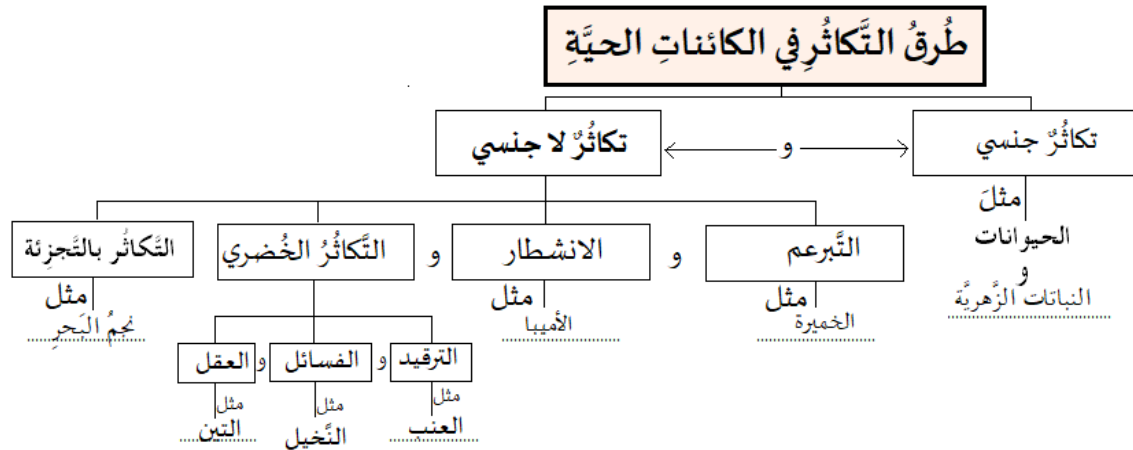 طُرقُ التَّكاثُرِ في الكائناتِ الحيَّةِ
تكاثُرٌ جنسي
و
تكاثُرٌ لا جنسي
مثلَ
الحيوانات
و
النباتات الزَّهريَّة
التَّبرعم
و
الانشطار
و
التَّكاثُرُ الخُضري
التَّكاثُر بالتَّجزِئة
مثل
الخميرة
مثل
الأميبا
مثل
نجمُ البَحرِ
الترقيد
و
الفسائل
و
العقل
مثل
العنب
مثل
النَّخيل
مثل
التين